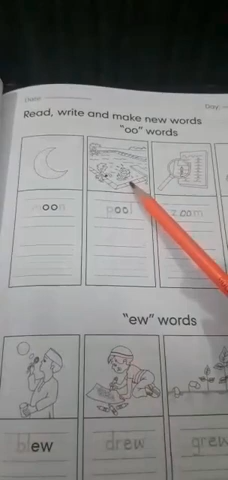 Date:
Day:
Read, write and make new words
"oo" words
moon pool zoom
"ew" words
blew drew grew